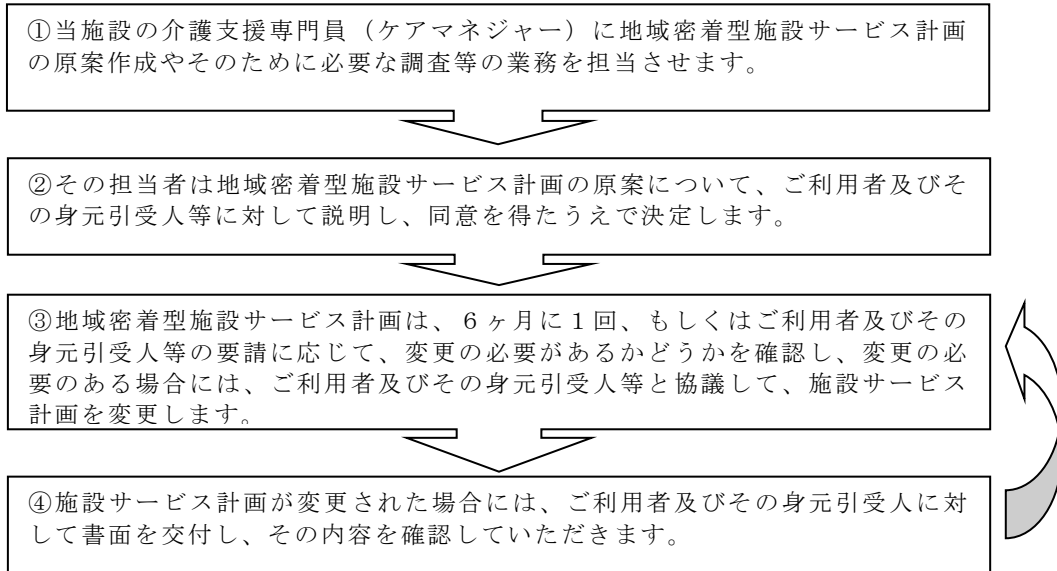 ①当施設の介護支援専門員（ケアマネジャー）に地域密着型施設サービス計画
の原案作成やそのために必要な調査等の業務を担当させます。
②その担当者は地域密着型施設サービス計画の原案について、ご利用者及びそ
の身元引受人等に対して説明し、同意を得たうえで決定します。
③地域密着型施設サービス計画は、６ヶ月に１回、もしくはご利用者及びその
身元引受人等の要請に応じて、変更の必要があるかどうかを確認し、変更の必
要のある場合には、ご利用者及びその身元引受人等と協議して、施設サービス
計画を変更します。
④施設サービス計画が変更された場合には、ご利用者及びその身元引受人に対
して書面を交付し、その内容を確認していただきます。